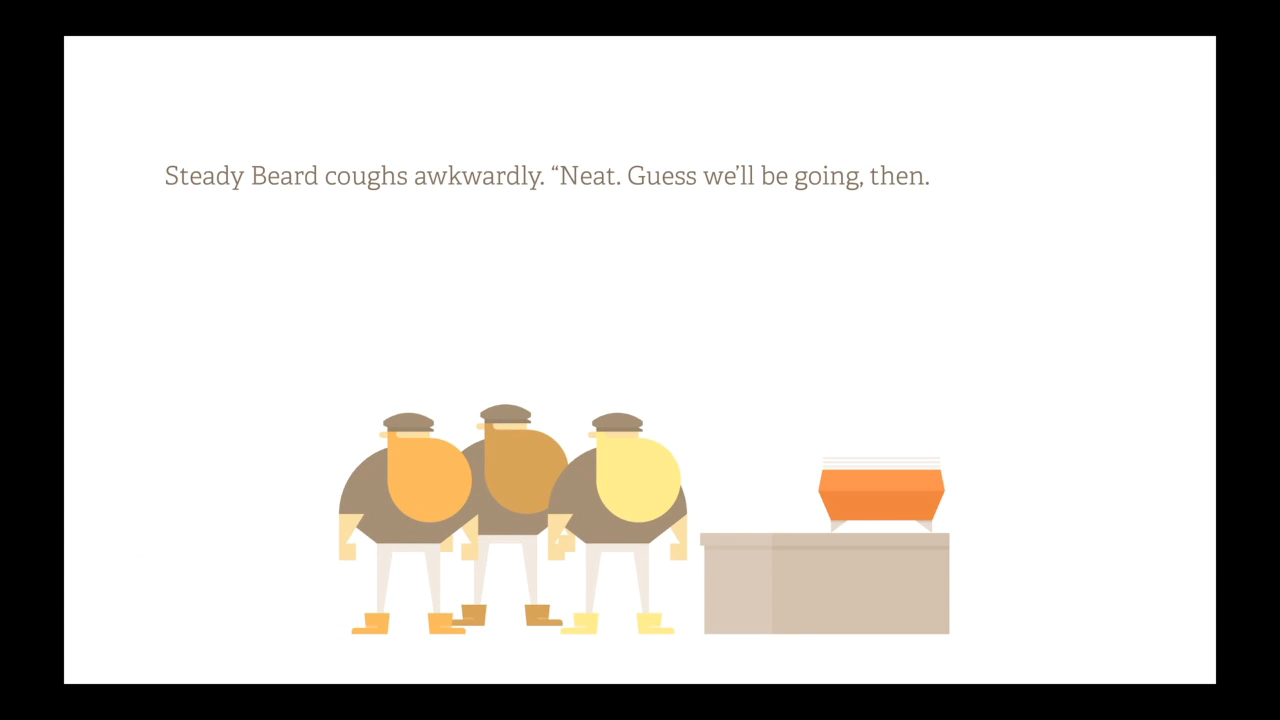 Steady Beard coughs awkwardly. “Neat. Guess we’ll be going, then.